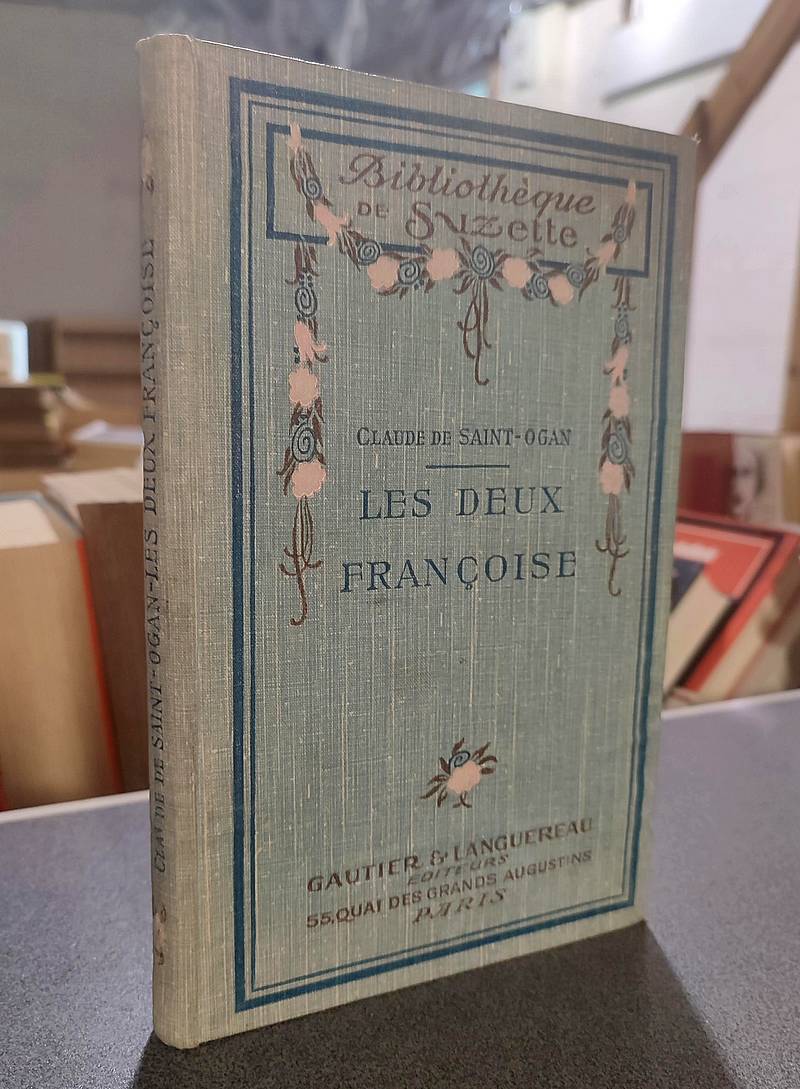 Bibliothèque
DE Suzette
CLAUDE DE SAINT-OGAN
LES DEUX
FRANÇOISE
GAUTIER & LANGUEREAU
EDITEURS
55, QUAI DES GRANDS AUGUSTINS
PARIS
CLAUDE DE SAINT-OGAN-LES DEUX FRANÇOISE